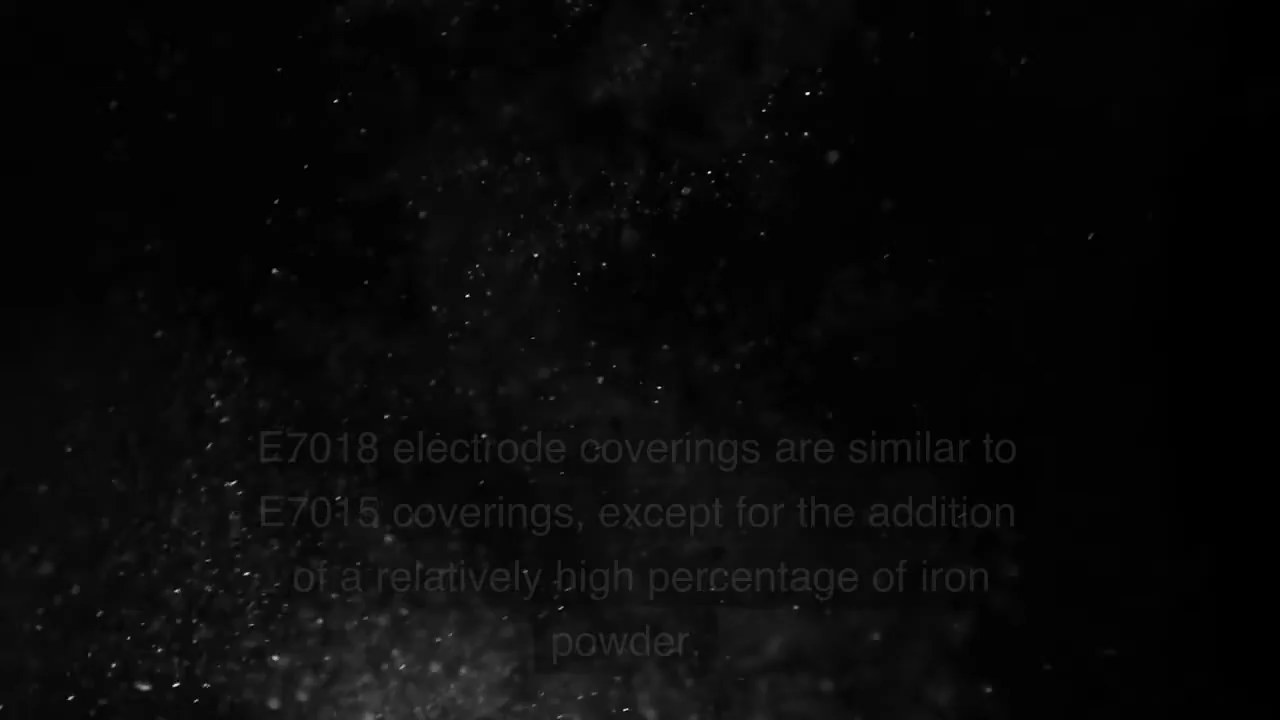 E7018 electrode coverings are similar to
E7015 coverings, except for the addition
of a relatively high percentage of iron
powder.